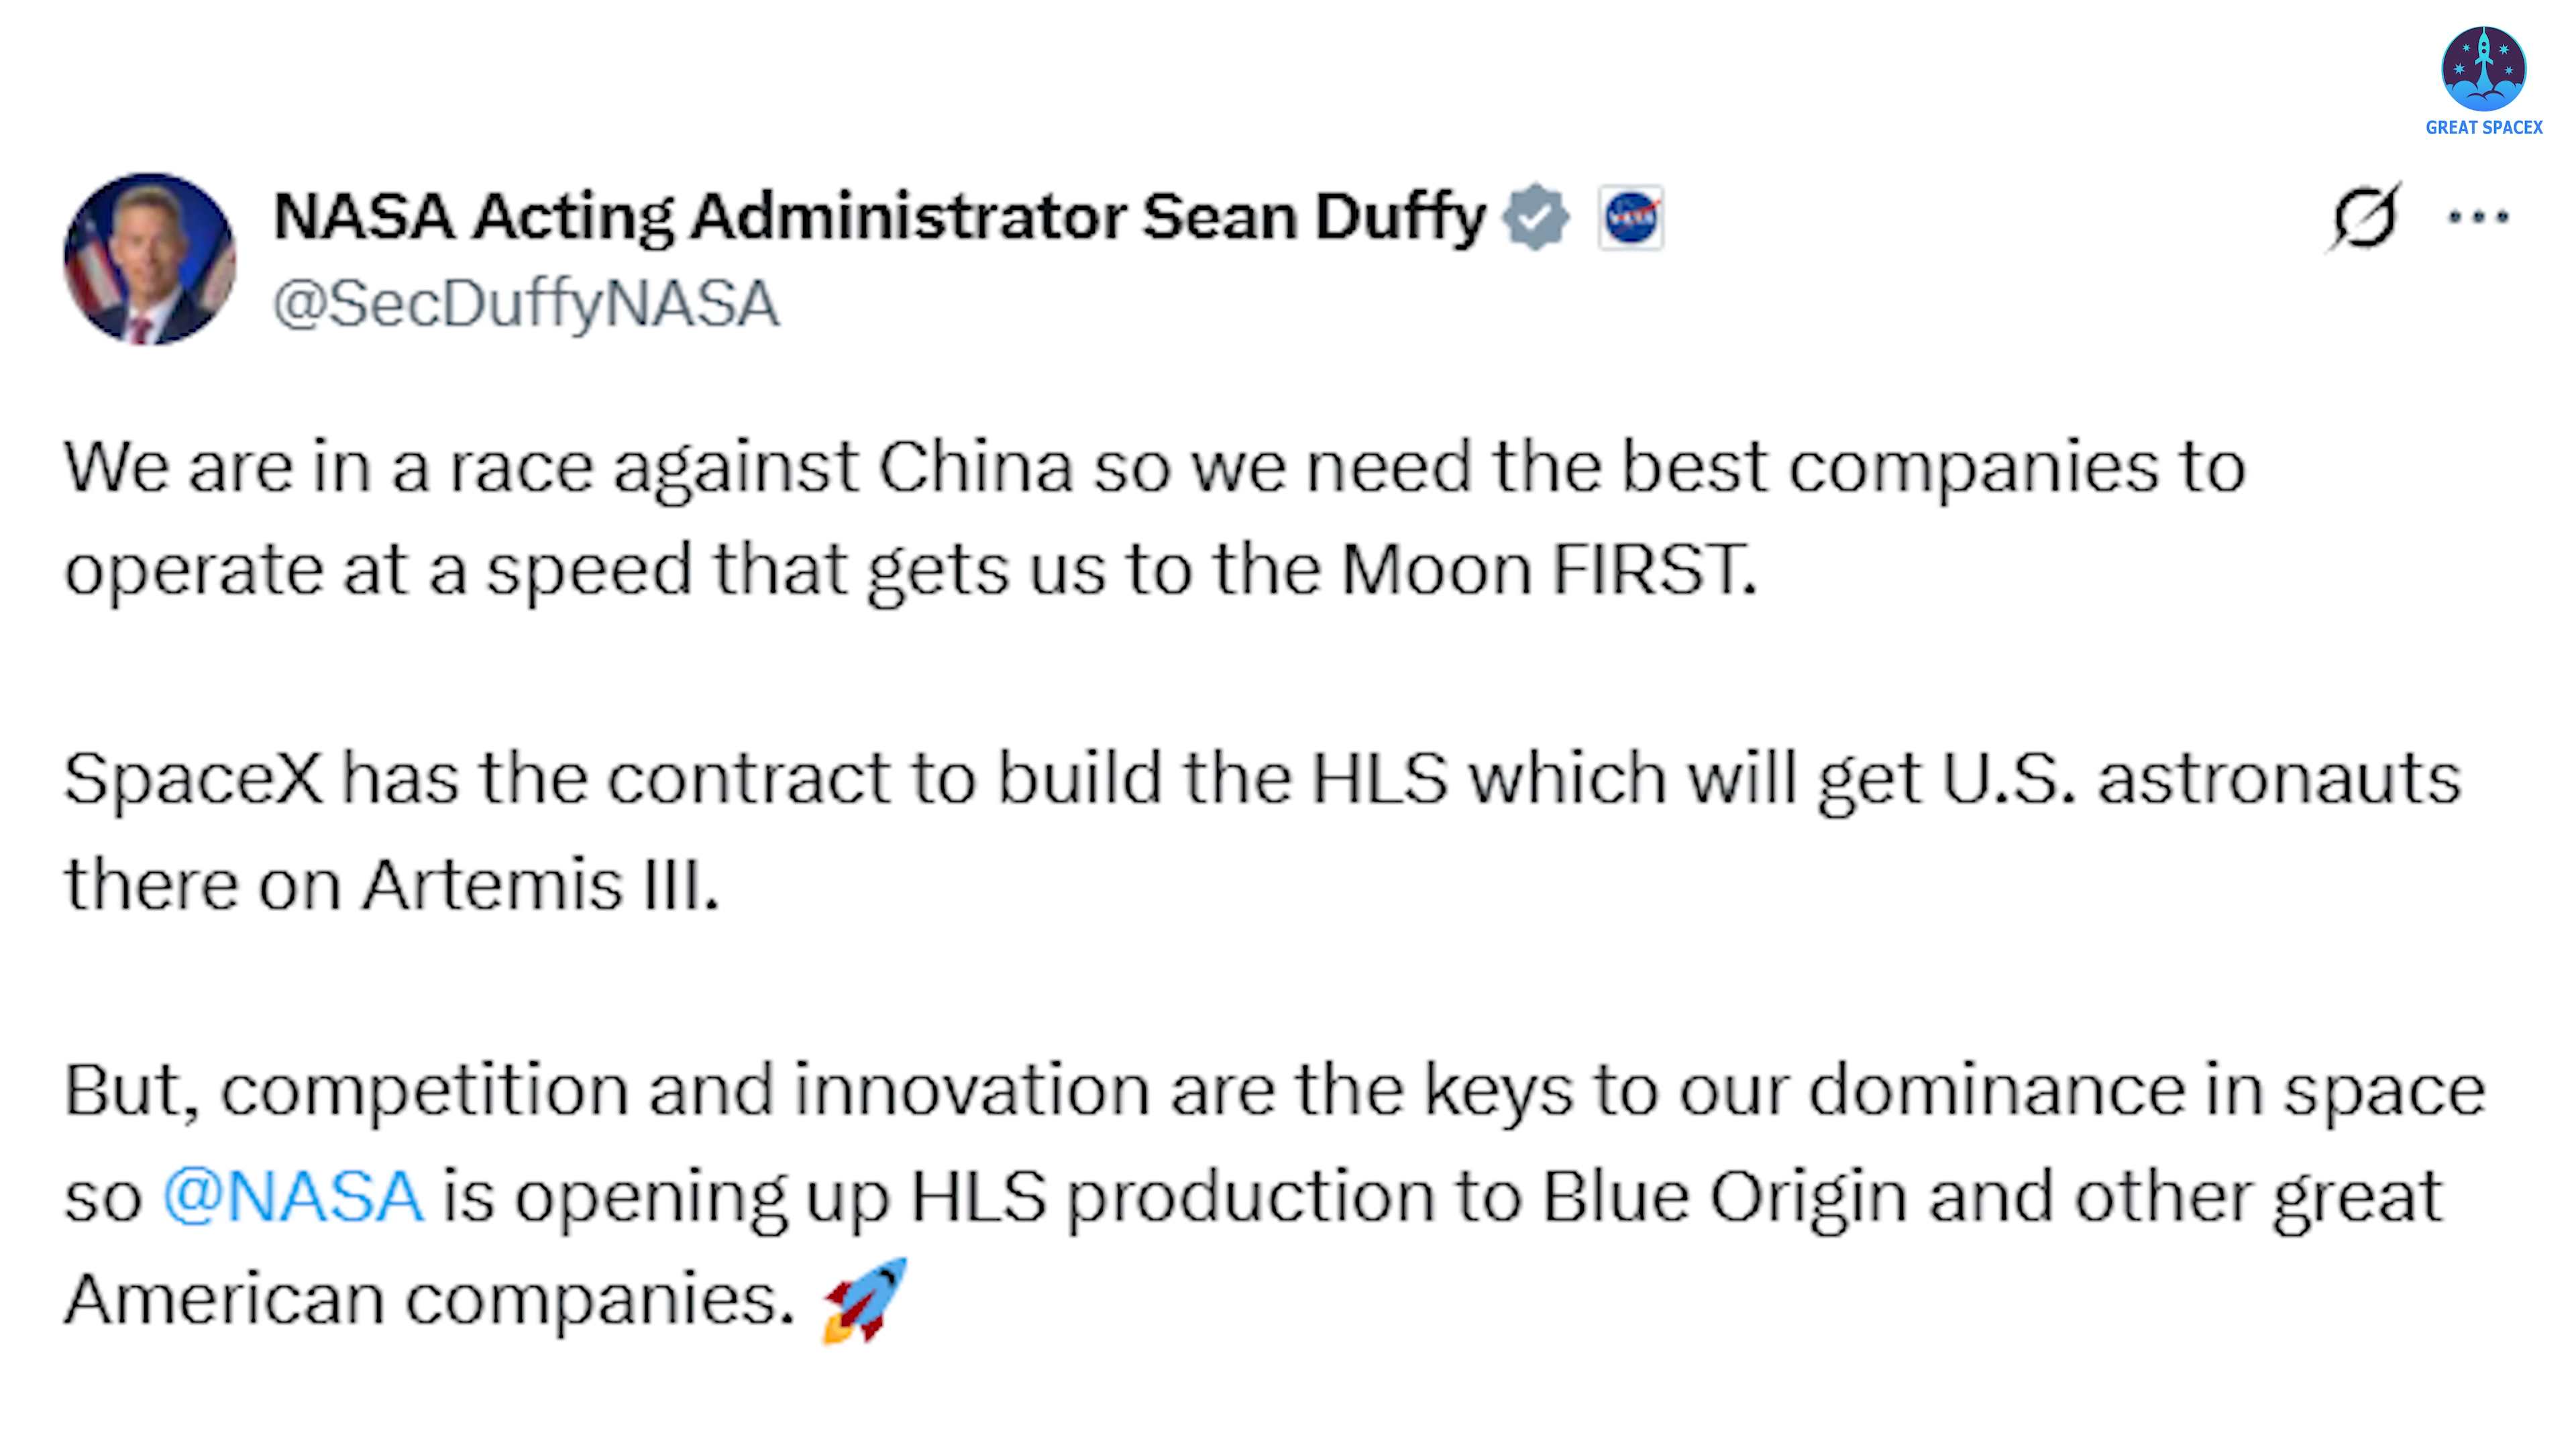 GREAT SPACEX
NASA Acting Administrator Sean Duffy
@SecDuffyNASA
We are in a race against China so we need the best companies to
operate at a speed that gets us to the Moon FIRST.
SpaceX has the contract to build the HLS which will get U.S. astronauts
there on Artemis III.
But, competition and innovation are the keys to our dominance in space
so @NASA is opening up HLS production to Blue Origin and other great
American companies. 🚀